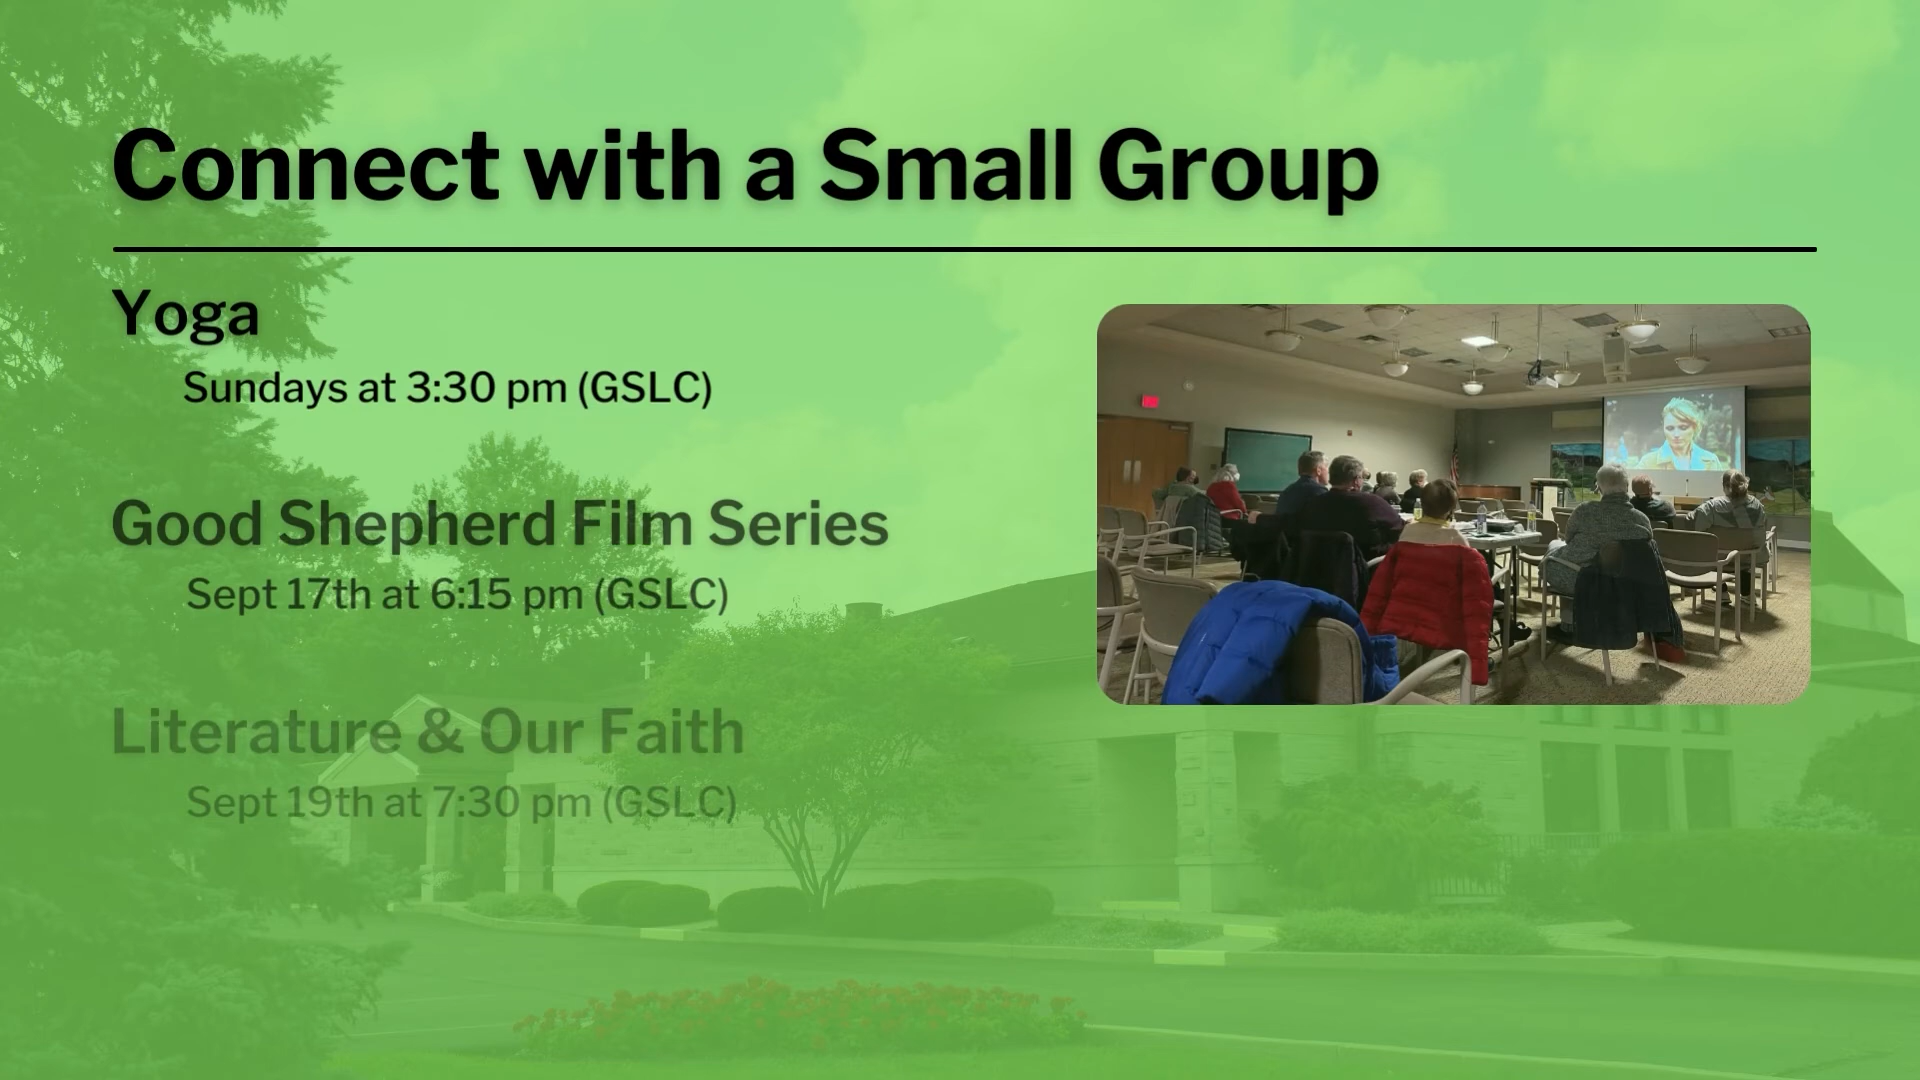 Connect with a Small Group
Yoga
Sundays at 3:30 pm (GSLC)
Good Shepherd Film Series
Sept 17th at 6:15 pm (GSLC)
Literature & Our Faith
Sept 19th at 7:30 pm (GSLC)